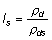 I_s = ρ_d / ρ_ds